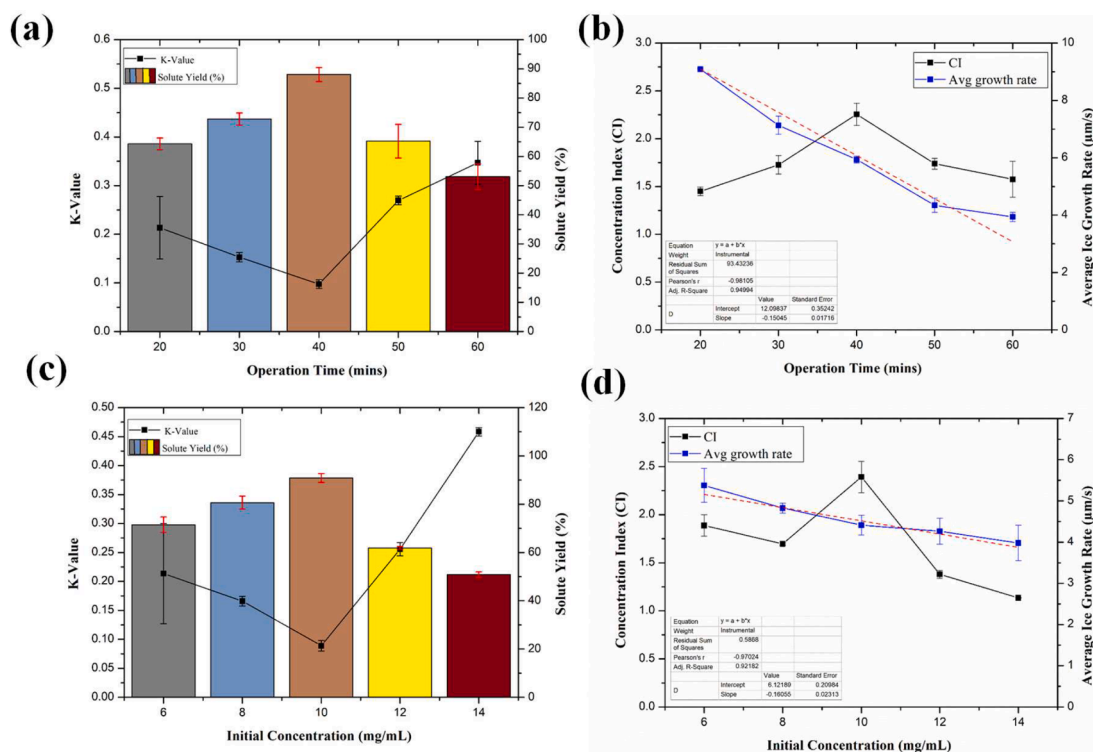 (a)
K-Value
Solute Yield (%)
0.6
0.5
0.4
0.3
0.2
0.1
0.0
K-Value
100
90
80
70
60
50
40
30
20
10
0
Solute Yield (%)
20 30 40 50 60
Operation Time (mins)
(b)
CI
Avg growth rate
3.0
2.5
2.0
1.5
1.0
0.5
0.0
Concentration Index (CI)
10
8
6
4
2
0
Average Ice Growth Rate (μm/s)
Equation y = a + b*x
Weight Instrumental
Residual Sum of Squares 93.43236
Pearson's r -0.98105
Adj. R-Square 0.94994
Value Standard Error
D Intercept 12.09837 0.35242
Slope -0.15045 0.01716
20 30 40 50 60
Operation Time (mins)
(c)
K-Value
Solute Yield (%)
0.50
0.45
0.40
0.35
0.30
0.25
0.20
0.15
0.10
0.05
0.00
K-Value
120
100
80
60
40
20
0
Solute Yield (%)
6 8 10 12 14
Initial Concentration (mg/mL)
(d)
CI
Avg growth rate
3.0
2.5
2.0
1.5
1.0
0.5
0.0
Concentration Index (CI)
7
6
5
4
3
2
1
0
Average Ice Growth Rate (μm/s)
Equation y = a + b*x
Weight Instrumental
Residual Sum of Squares 0.5868
Pearson's r -0.97024
Adj. R-Square 0.92182
Value Standard Error
D Intercept 6.12189 0.20984
Slope -0.16055 0.02313
6 8 10 12 14
Initial Concentration (mg/mL)